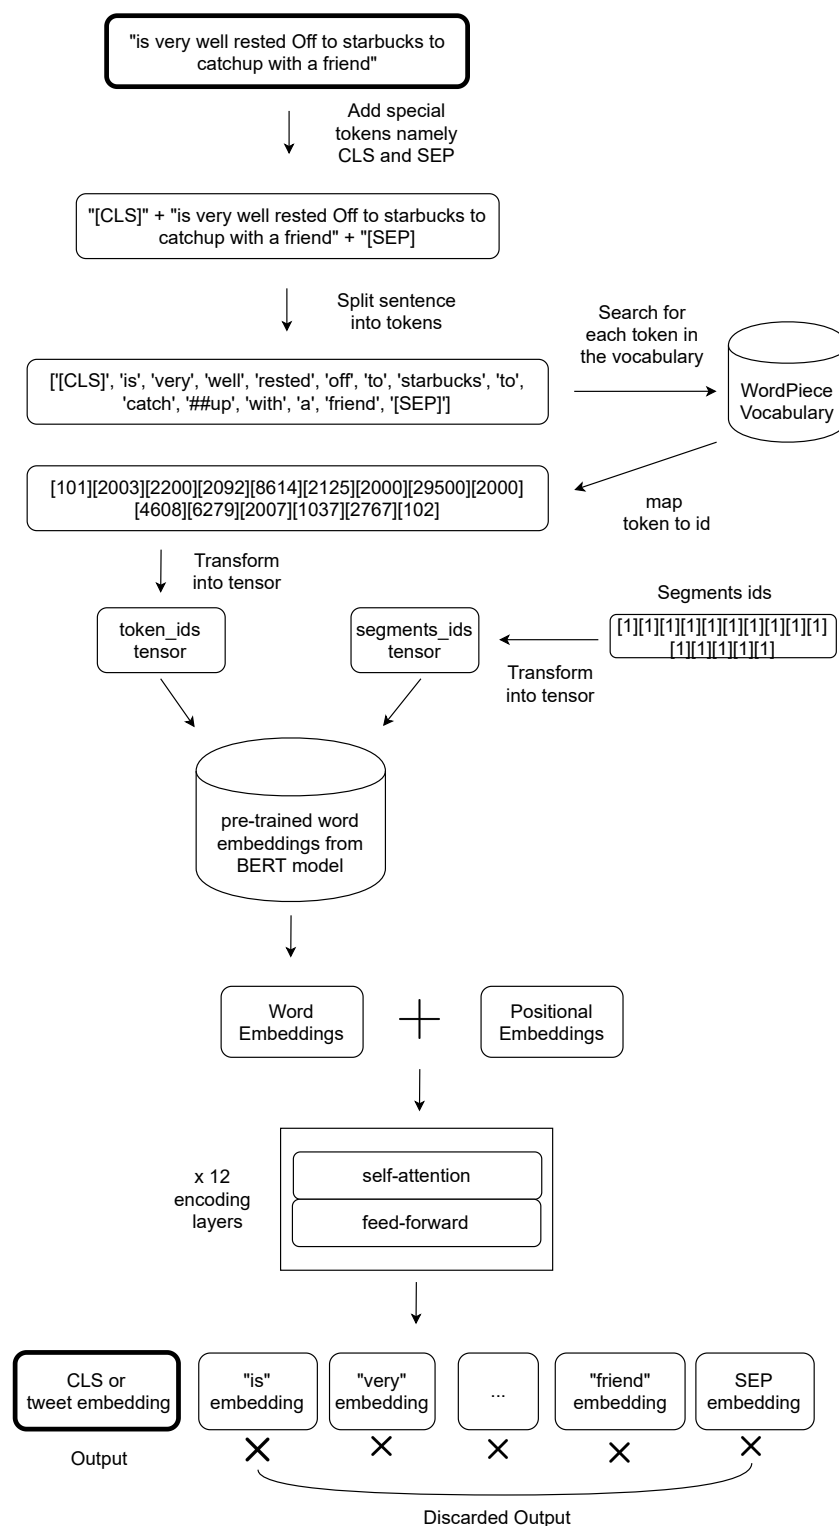 "is very well rested Off to starbucks to
catchup with a friend"
Add special
tokens namely
CLS and SEP
"[CLS]" + "is very well rested Off to starbucks to
catchup with a friend" + "[SEP]
Split sentence
into tokens
Search for
each token in
the vocabulary
['[CLS]', 'is', 'very', 'well', 'rested', 'off', 'to', 'starbucks', 'to',
'catch', '##up', 'with', 'a', 'friend', '[SEP]']
WordPiece
Vocabulary
[101][2003][2200][2092][8614][2125][2000][29500][2000]
[4608][6279][2007][1037][2767][102]
map
token to id
Transform
into tensor
Segments ids
token_ids
tensor
segments_ids
tensor
[1][1][1][1][1][1][1][1][1][1]
[1][1][1][1][1]
Transform
into tensor
pre-trained word
embeddings from
BERT model
Word
Embeddings
Positional
Embeddings
x 12
encoding
layers
self-attention
feed-forward
CLS or
tweet embedding
"is"
embedding
"very"
embedding
...
"friend"
embedding
SEP
embedding
Output
Discarded Output